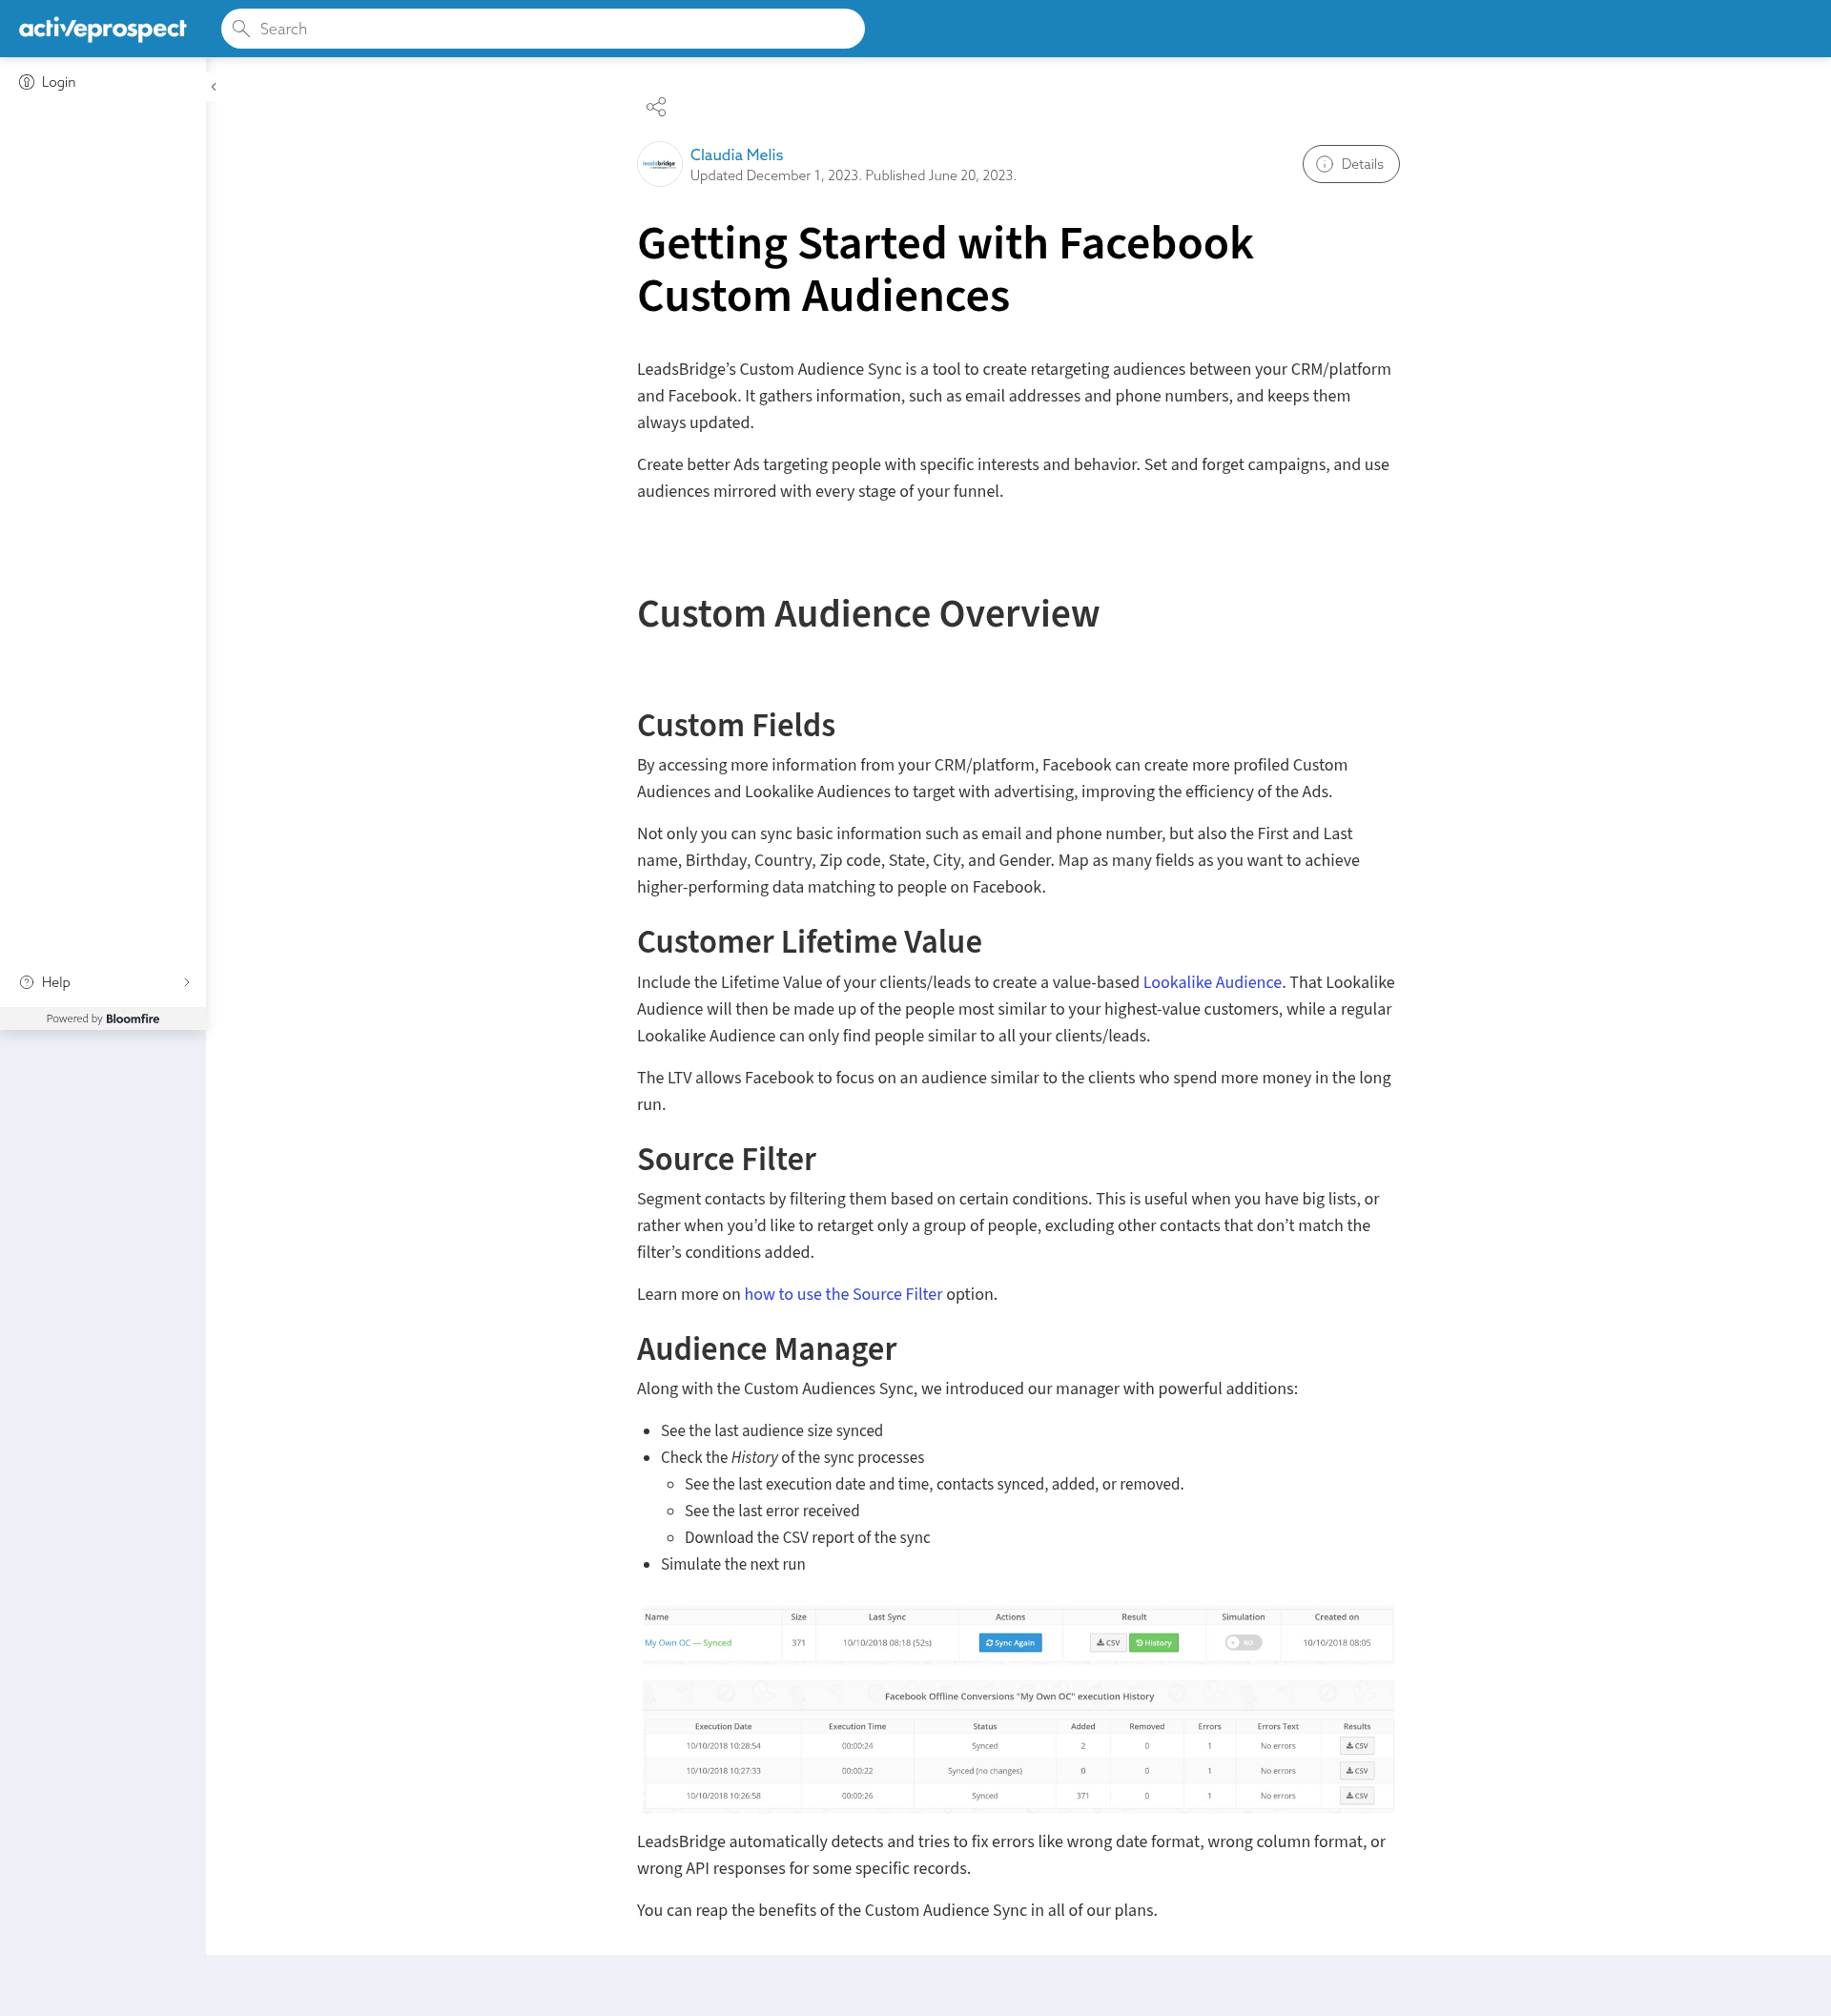 activeprospect
Search
Login
Claudia Melis
Updated December 1, 2023. Published June 20, 2023.
Details
leadsbridge
Getting Started with Facebook
Custom Audiences
LeadsBridge’s Custom Audience Sync is a tool to create retargeting audiences between your CRM/platform
and Facebook. It gathers information, such as email addresses and phone numbers, and keeps them
always updated.
Create better Ads targeting people with specific interests and behavior. Set and forget campaigns, and use
audiences mirrored with every stage of your funnel.
Custom Audience Overview
Custom Fields
By accessing more information from your CRM/platform, Facebook can create more profiled Custom
Audiences and Lookalike Audiences to target with advertising, improving the efficiency of the Ads.
Not only you can sync basic information such as email and phone number, but also the First and Last
name, Birthday, Country, Zip code, State, City, and Gender. Map as many fields as you want to achieve
higher-performing data matching to people on Facebook.
Customer Lifetime Value
Include the Lifetime Value of your clients/leads to create a value-based Lookalike Audience. That Lookalike
Audience will then be made up of the people most similar to your highest-value customers, while a regular
Lookalike Audience can only find people similar to all your clients/leads.
The LTV allows Facebook to focus on an audience similar to the clients who spend more money in the long
run.
Source Filter
Segment contacts by filtering them based on certain conditions. This is useful when you have big lists, or
rather when you’d like to retarget only a group of people, excluding other contacts that don’t match the
filter’s conditions added.
Learn more on how to use the Source Filter option.
Audience Manager
Along with the Custom Audiences Sync, we introduced our manager with powerful additions:
See the last audience size synced
Check the History of the sync processes
See the last execution date and time, contacts synced, added, or removed.
See the last error received
Download the CSV report of the sync
Simulate the next run
Name Size Last Sync Actions Result Simulation Created on
My Own OC — Synced 371 10/10/2018 08:18 (52s) Sync Again CSV History NO 10/10/2018 08:05
Facebook Offline Conversions "My Own OC" execution History
Execution Date Execution Time Status Added Removed Errors Errors Text Results
10/10/2018 10:28:54 00:00:24 Synced 2 0 1 No errors CSV
10/10/2018 10:27:33 00:00:22 Synced (no changes) 0 0 1 No errors CSV
10/10/2018 10:26:58 00:00:26 Synced 371 0 1 No errors CSV
LeadsBridge automatically detects and tries to fix errors like wrong date format, wrong column format, or
wrong API responses for some specific records.
You can reap the benefits of the Custom Audience Sync in all of our plans.
Help
Powered by Bloomfire